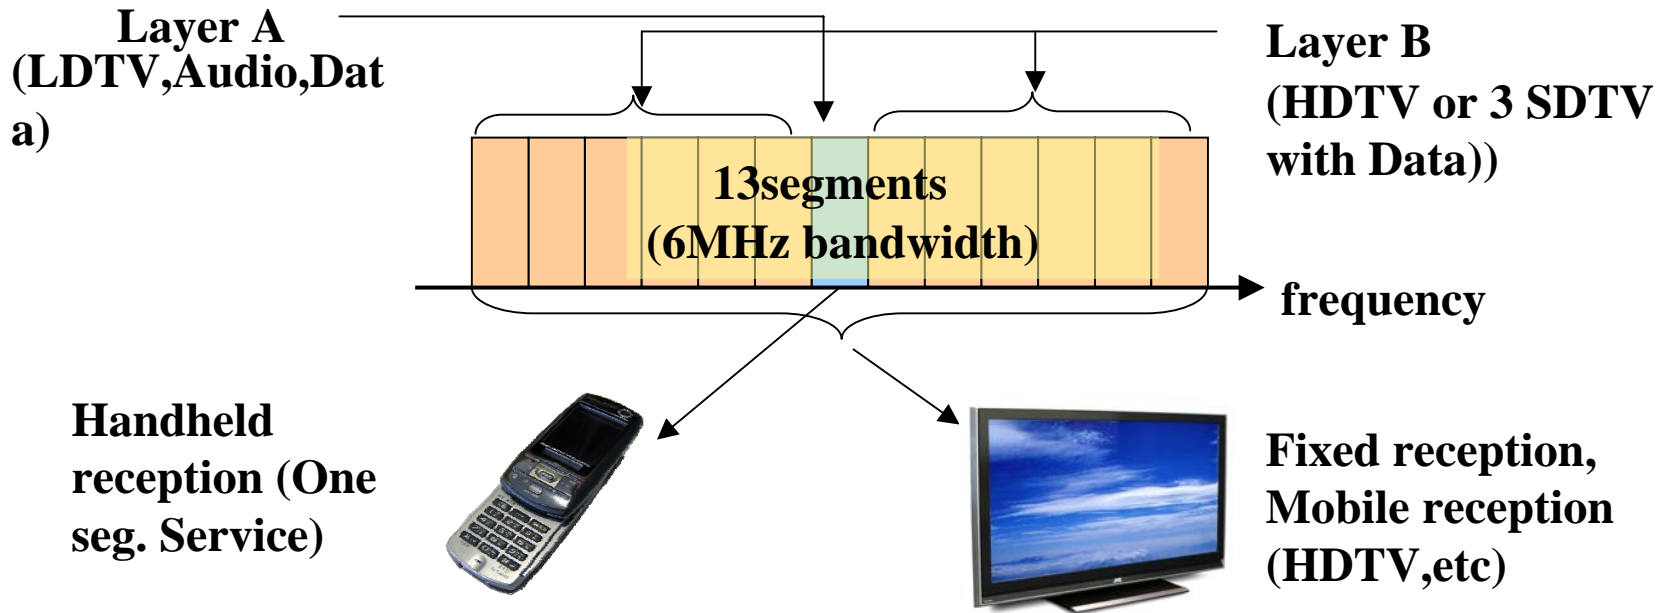 Layer A
(LDTV,Audio,Dat
a)
Layer B
(HDTV or 3 SDTV
with Data))
13segments
(6MHz bandwidth)
frequency
Handheld
reception (One
seg. Service)
Fixed reception,
Mobile reception
(HDTV,etc)